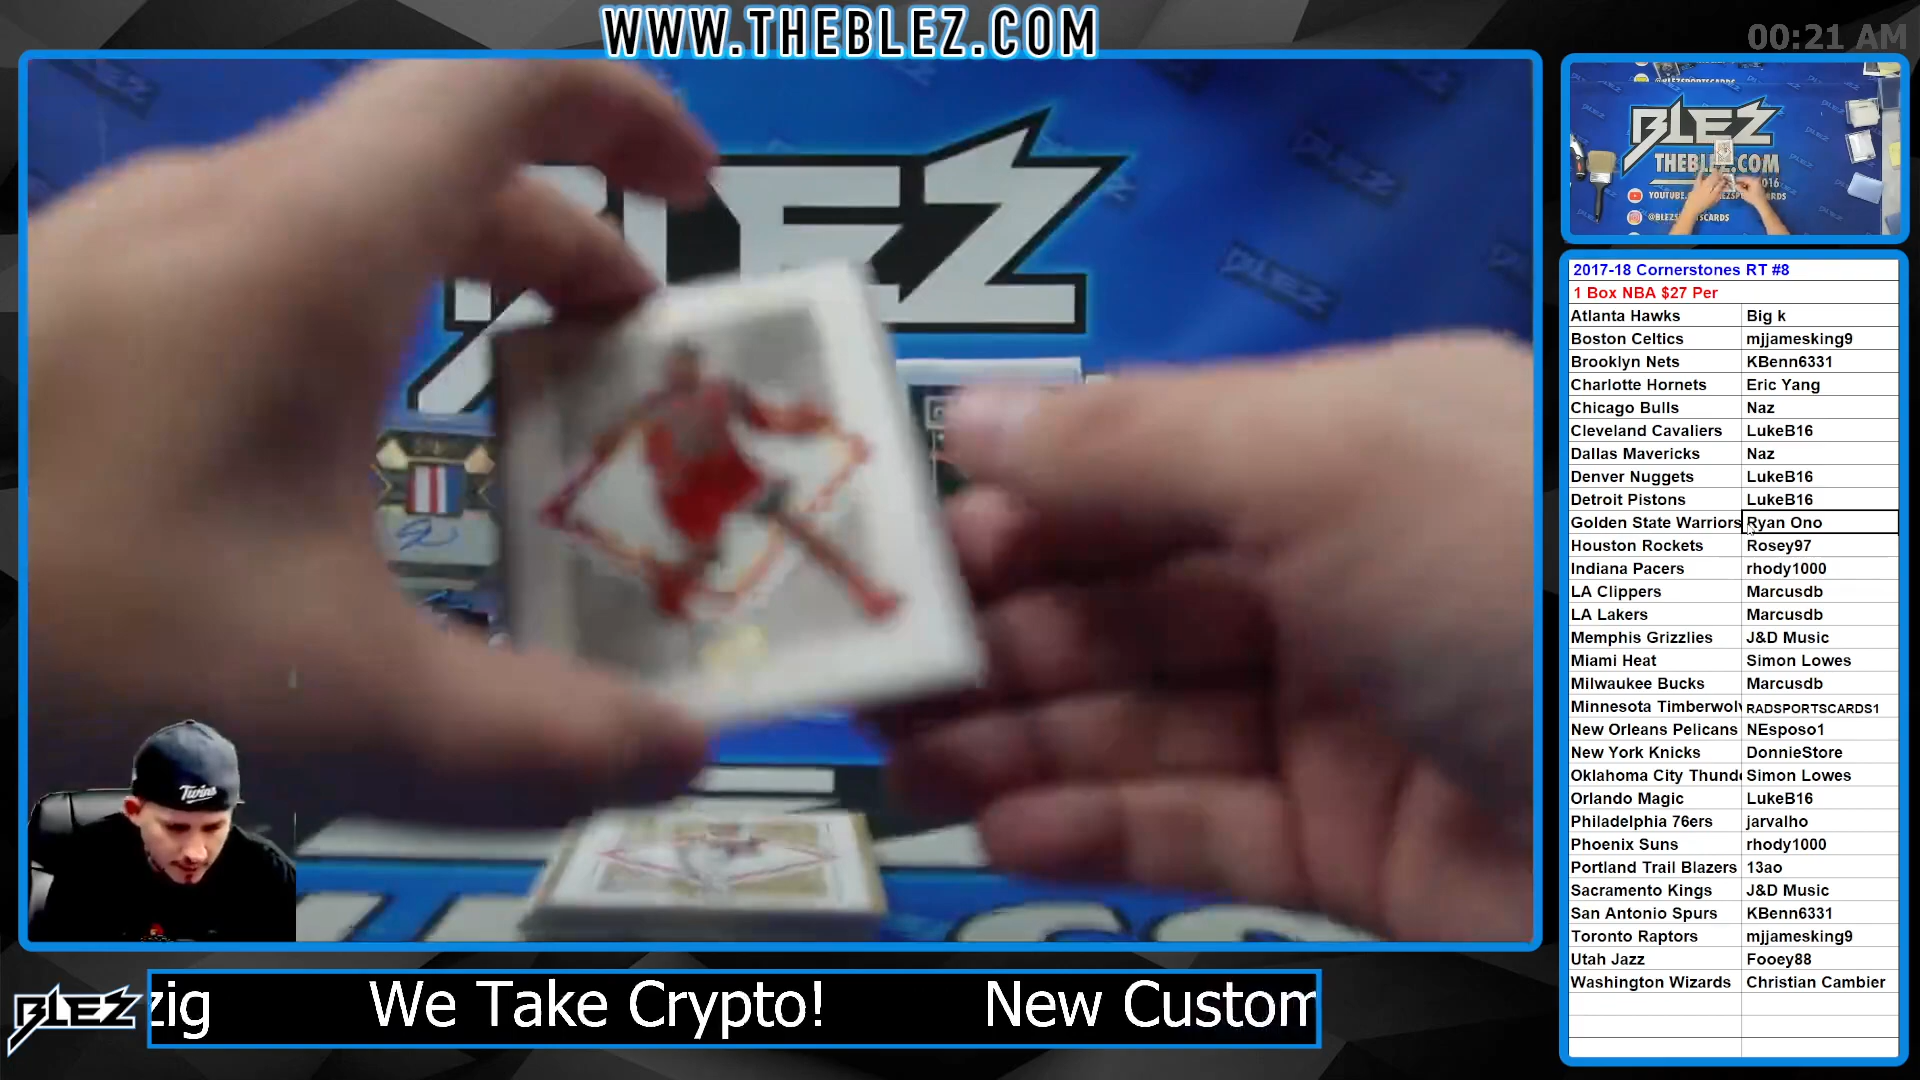 WWW.THEBLEZ.COM
00:21 AM
BLEZ
BLEZ
THEBLEZ.COM
@BLEZSPORTSCARDS
2017-18 Cornerstones RT #8
1 Box NBA $27 Per
Atlanta Hawks Big k
Boston Celtics mjjamesking9
Brooklyn Nets KBenn6331
Charlotte Hornets Eric Yang
Chicago Bulls Naz
Cleveland Cavaliers LukeB16
Dallas Mavericks Naz
Denver Nuggets LukeB16
Detroit Pistons LukeB16
Golden State Warriors Ryan Ono
Houston Rockets Rosey97
Indiana Pacers rhody1000
LA Clippers Marcusdb
LA Lakers Marcusdb
Memphis Grizzlies J&D Music
Miami Heat Simon Lowes
Milwaukee Bucks Marcusdb
Minnesota Timberwolv RADSPORTSCARDS1
New Orleans Pelicans NEsposo1
New York Knicks DonnieStore
Oklahoma City Thund Simon Lowes
Orlando Magic LukeB16
Philadelphia 76ers jarvalho
Phoenix Suns rhody1000
Portland Trail Blazers 13ao
Sacramento Kings J&D Music
San Antonio Spurs KBenn6331
Toronto Raptors mjjamesking9
Utah Jazz Fooey88
Washington Wizards Christian Cambier
Twins
BLEZ
zig We Take Crypto! New Custom